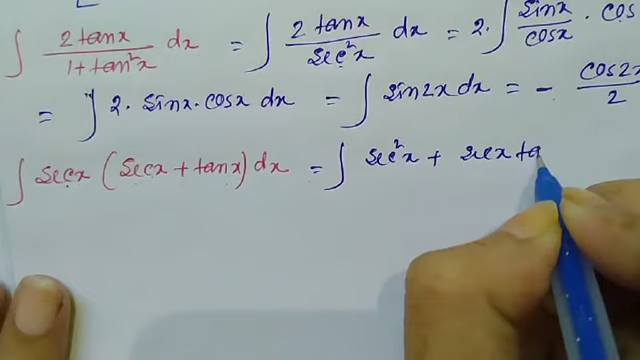 ∫ 2 tanx / 1 + tan²x dx = ∫ 2 tanx / sec²x dx = 2 ∫ sinx / cosx . cos
= ∫ 2 . sinx . cosx dx = ∫ sin2x dx = - cos2x / 2
∫ secx (secx + tanx) dx = ∫ sec²x + secx ta